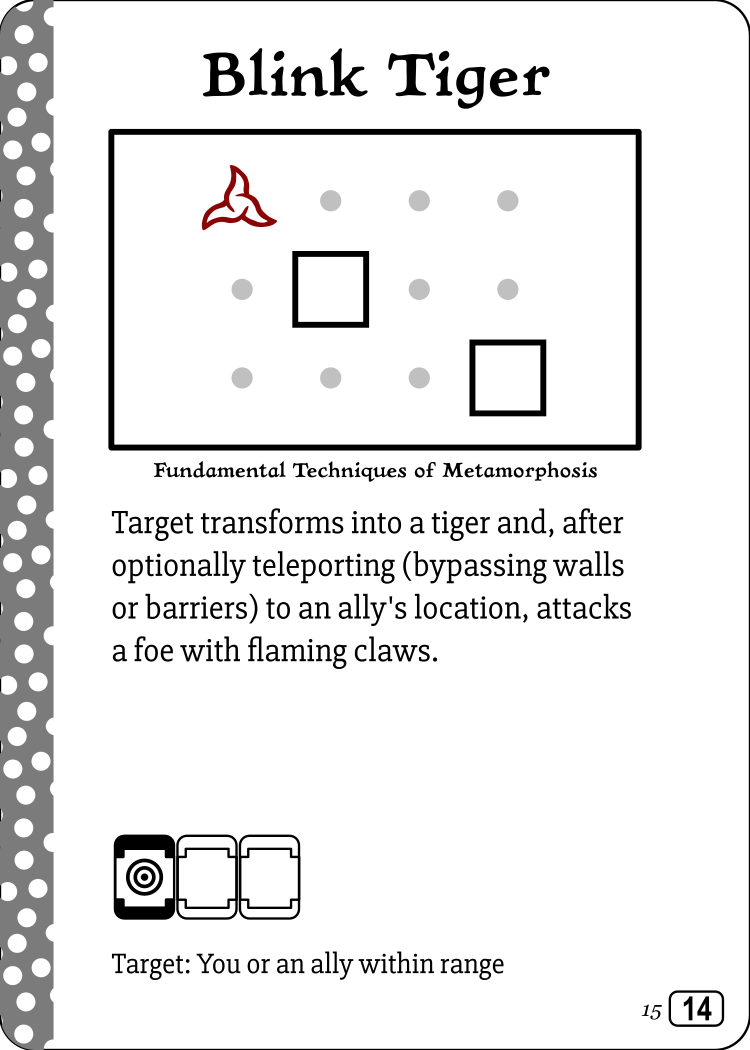 Blink Tiger
Fundamental Techniques of Metamorphosis
Target transforms into a tiger and, after
optionally teleporting (bypassing walls
or barriers) to an ally's location, attacks
a foe with flaming claws.
Target: You or an ally within range
15 14